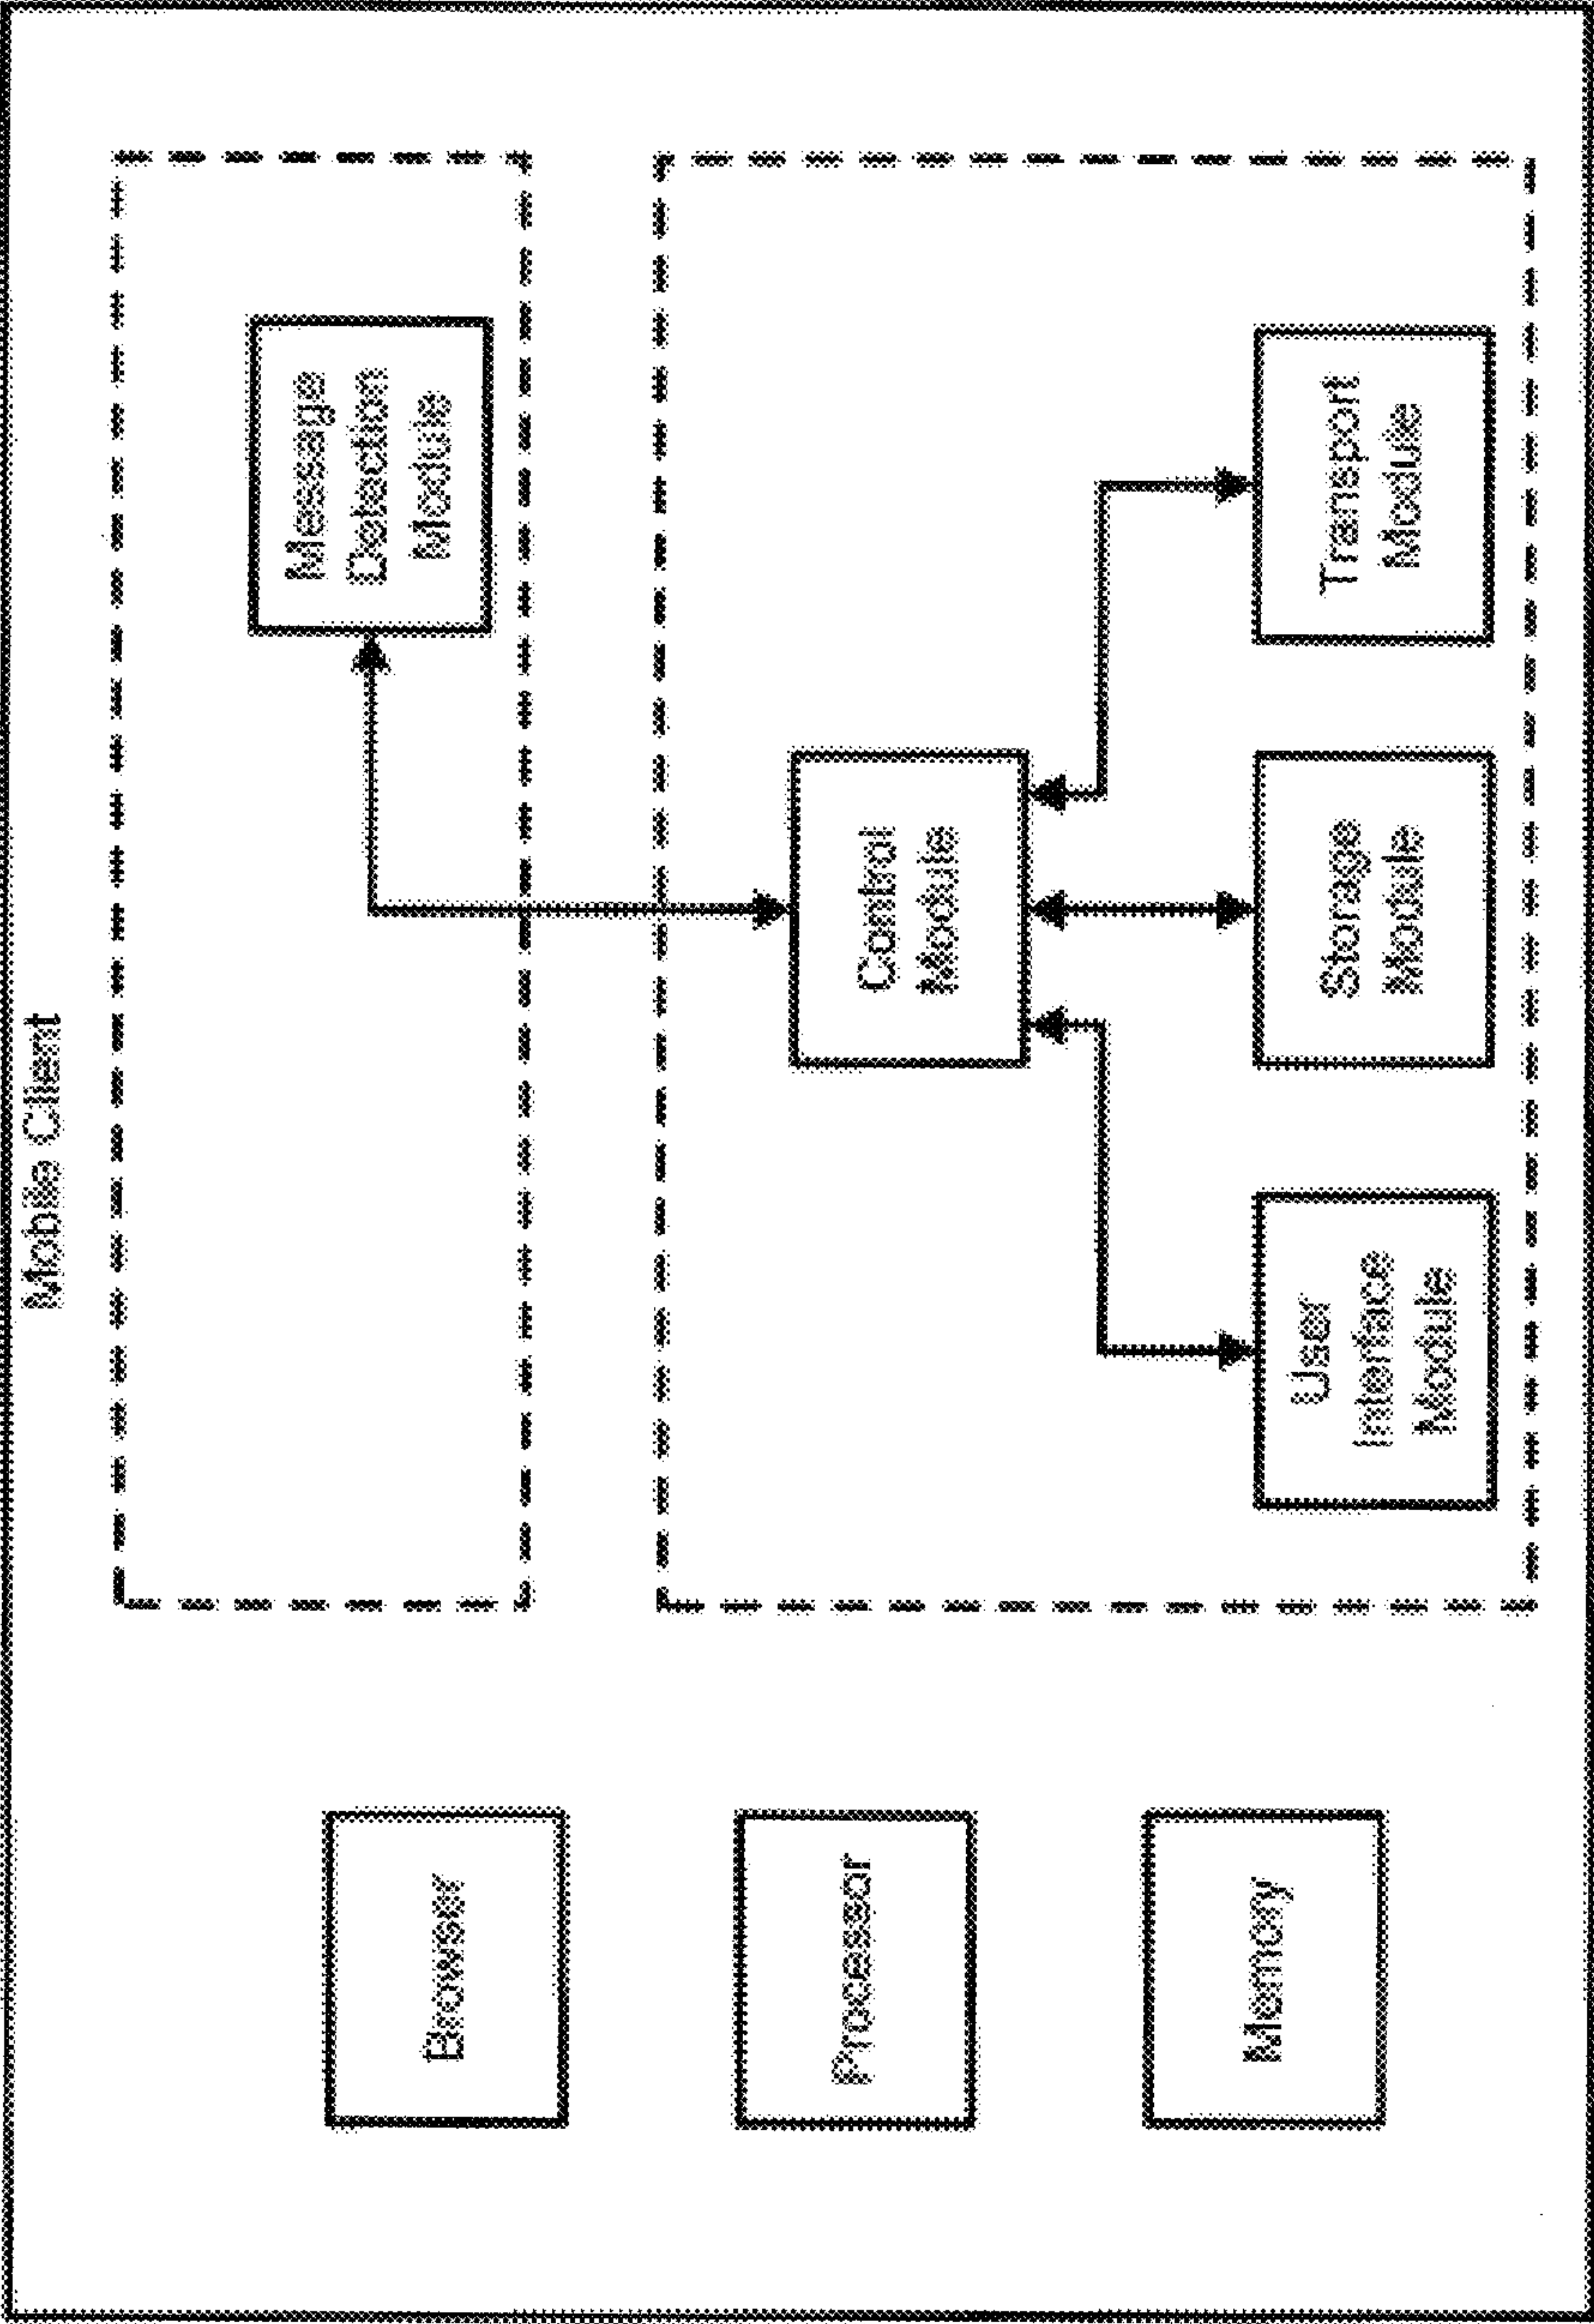 Mobile Client
Browser
Processor
Memory
Message
Detection
Module
Control
Module
User
Interface
Module
Storage
Module
Transport
Module